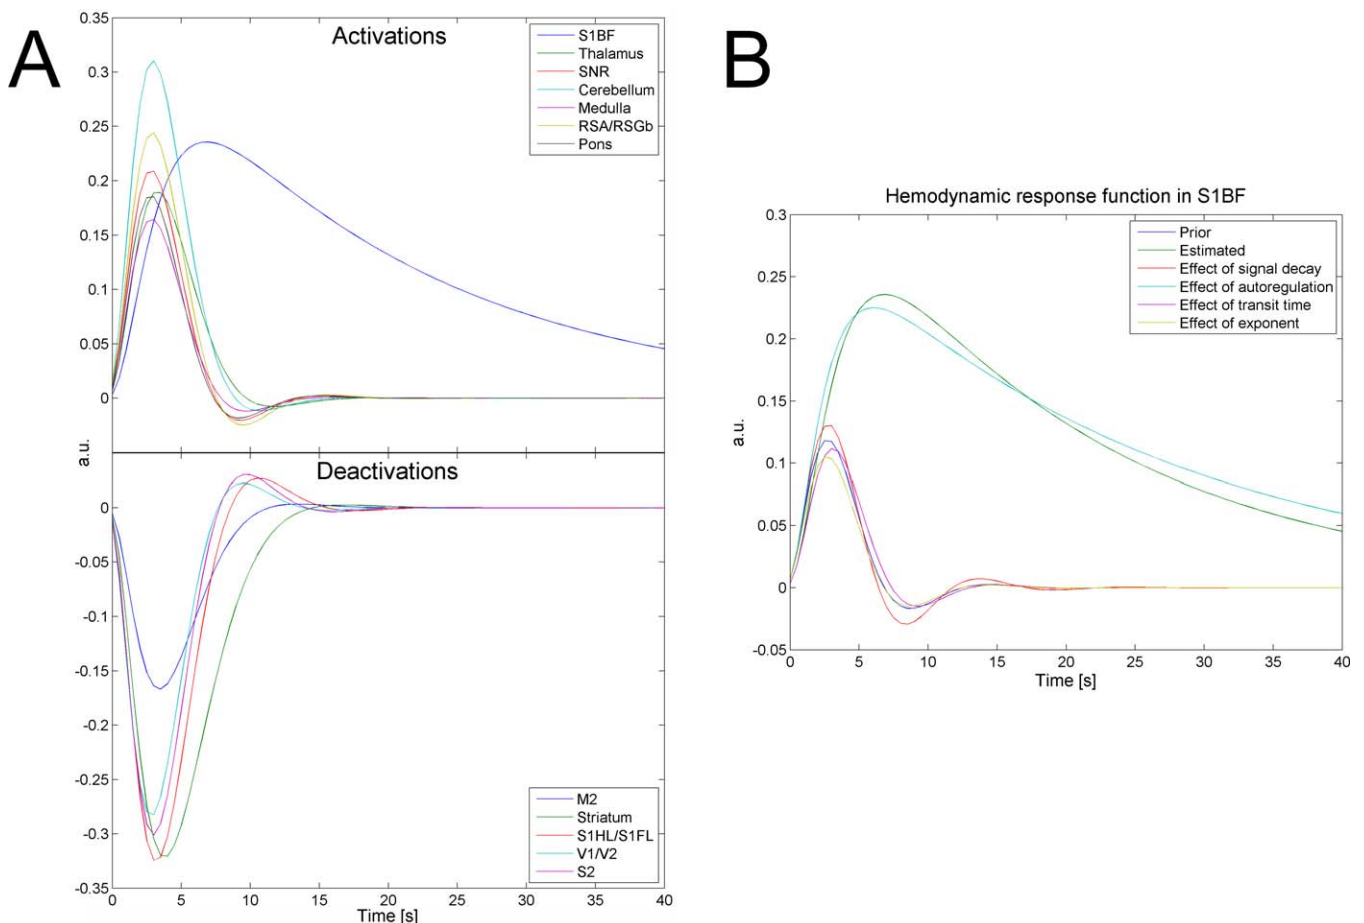 A
Activations
S1BF
Thalamus
SNR
Cerebellum
Medulla
RSA/RSGb
Pons
0.35
0.3
0.25
0.2
0.15
0.1
0.05
0
a.u.
Deactivations
0
-0.05
-0.1
-0.15
-0.2
-0.25
-0.3
-0.35
M2
Striatum
S1HL/S1FL
V1/V2
S2
0 5 10 15 20 25 30 35 40
Time [s]
B
Hemodynamic response function in S1BF
Prior
Estimated
Effect of signal decay
Effect of autoregulation
Effect of transit time
Effect of exponent
0.3
0.25
0.2
0.15
0.1
0.05
0
-0.05
a.u.
0 5 10 15 20 25 30 35 40
Time [s]